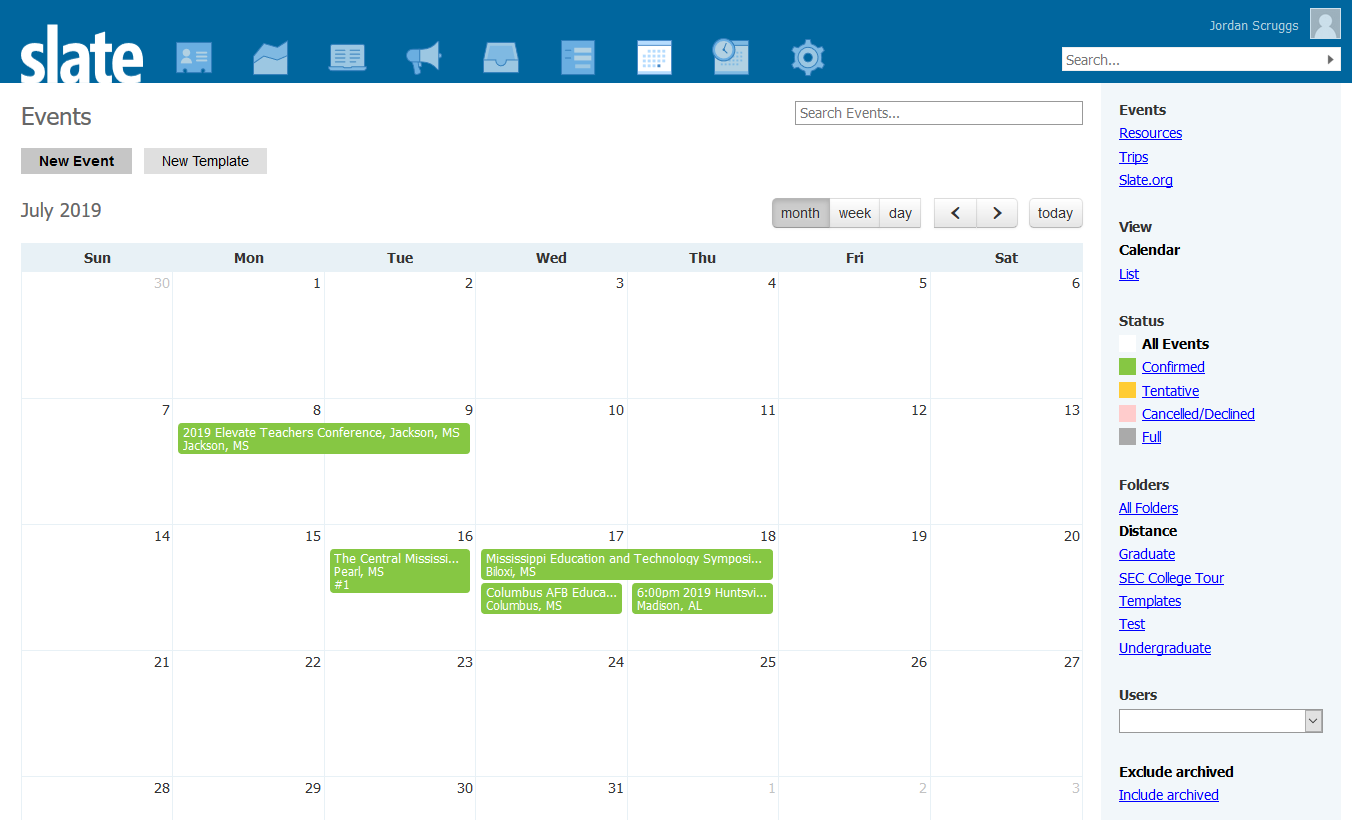 slate
Jordan Scruggs
Search...
Events
Search Events...
New Event
New Template
July 2019
month week day
today
Sun Mon Tue Wed Thu Fri Sat
30 1 2 3 4 5 6
7 8 9 10 11 12 13
2019 Elevate Teachers Conference, Jackson, MS
Jackson, MS
14 15 16 17 18 19 20
The Central Mississi...
Pearl, MS
#1
Mississippi Education and Technology Symposi...
Biloxi, MS
Columbus AFB Educa...
Columbus, MS
6:00pm 2019 Huntsvi...
Madison, AL
21 22 23 24 25 26 27
28 29 30 31 1 2 3
Events
Resources
Trips
Slate.org
View
Calendar
List
Status
All Events
Confirmed
Tentative
Cancelled/Declined
Full
Folders
All Folders
Distance
Graduate
SEC College Tour
Templates
Test
Undergraduate
Users
Exclude archived
Include archived